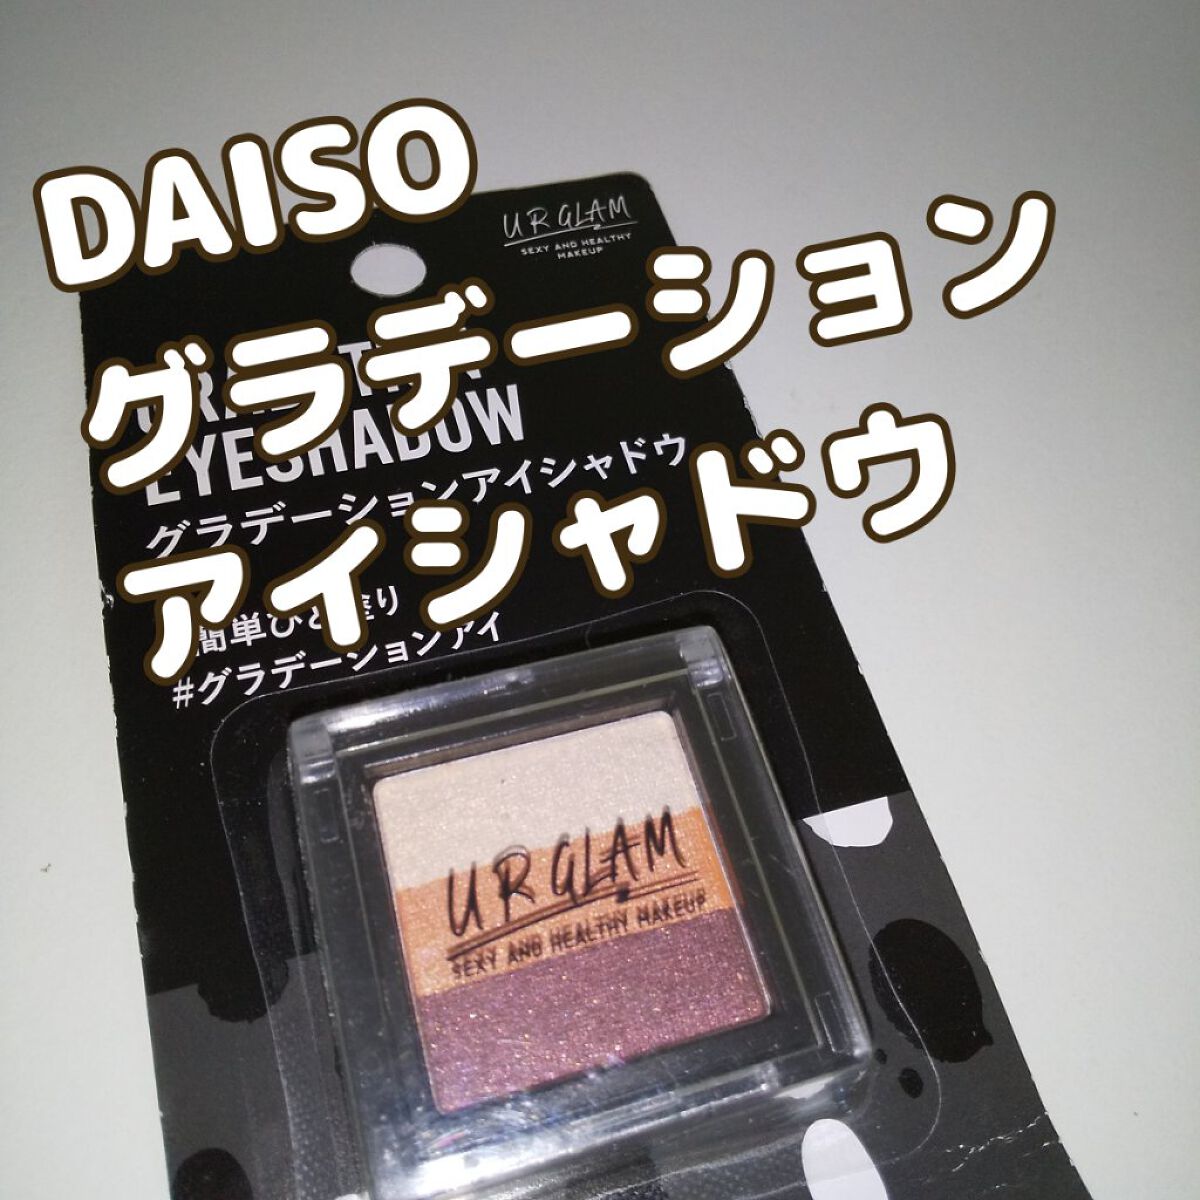 DAISO
グラデーション
アイシャドウ
UR GLAM
SEXY AND HEALTHY
MAKEUP
EYESHADOW
グラデーションアイシャドウ
#グラデーションアイ
UR GLAM
SEXY AND HEALTHY MAKEUP